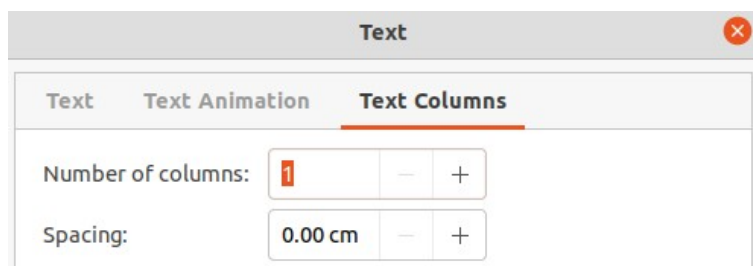 Text
Text Text Animation Text Columns
Number of columns: 1 − +
Spacing: 0.00 cm − +